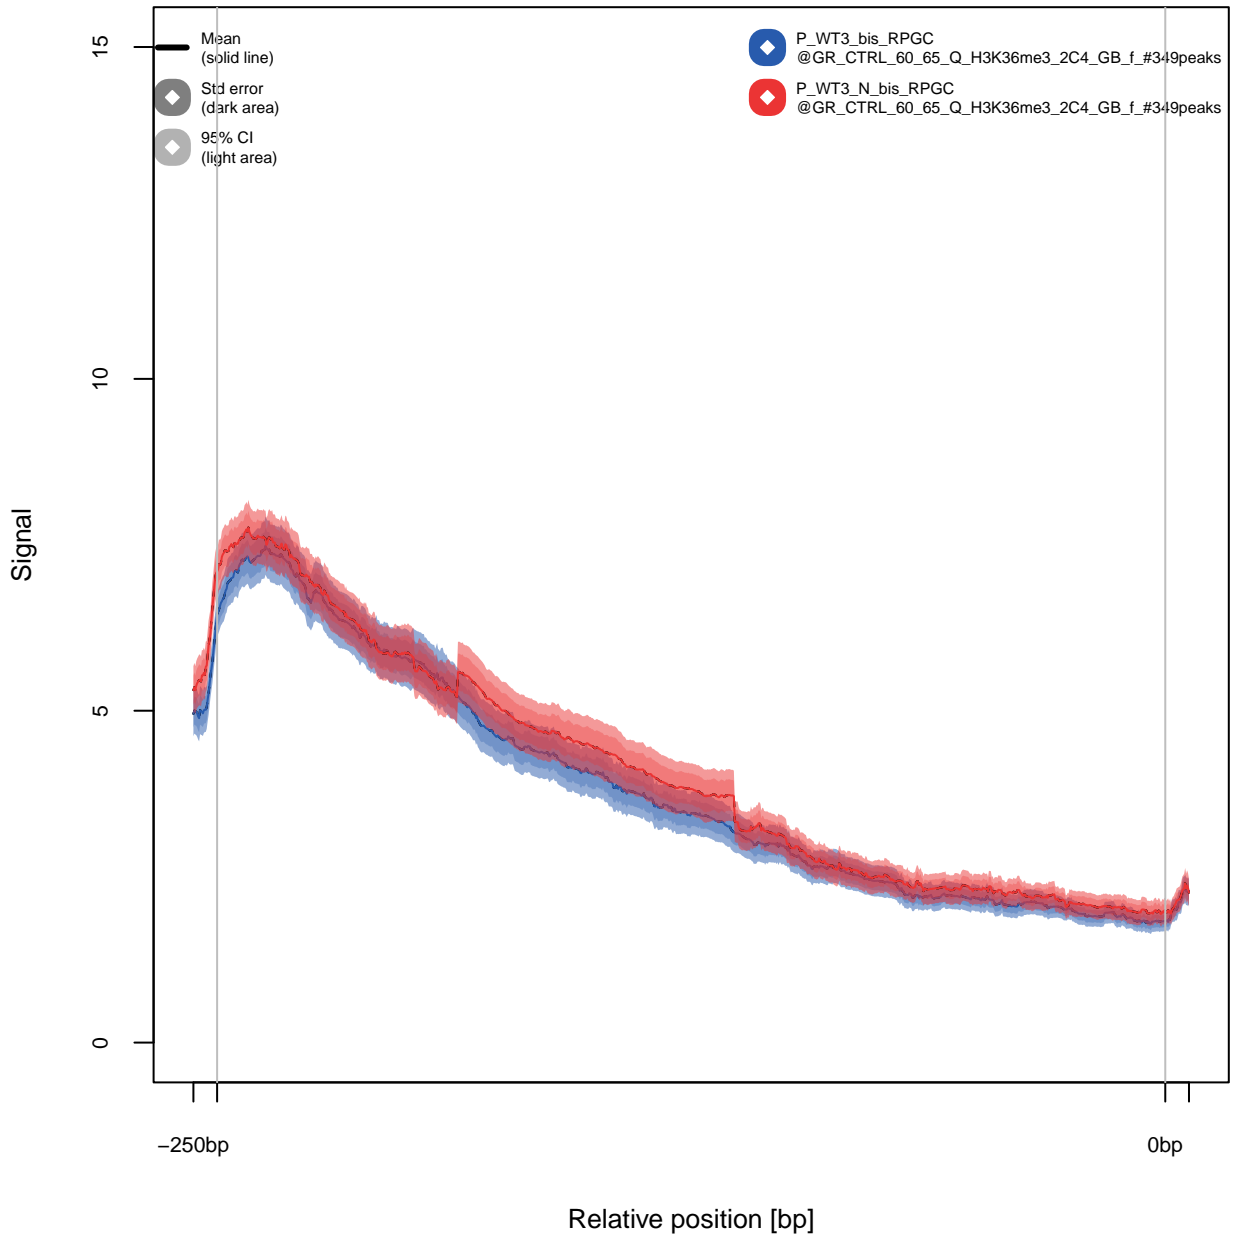 Mean
(solid line)
Std error
(dark area)
95% CI
(light area)
P_WT3_bis_RPGC
@GR_CTRL_60_65_Q_H3K36me3_2C4_GB_f_#349peaks
P_WT3_N_bis_RPGC
@GR_CTRL_60_65_Q_H3K36me3_2C4_GB_f_#349peaks
15
10
5
0
Signal
−250bp
0bp
Relative position [bp]